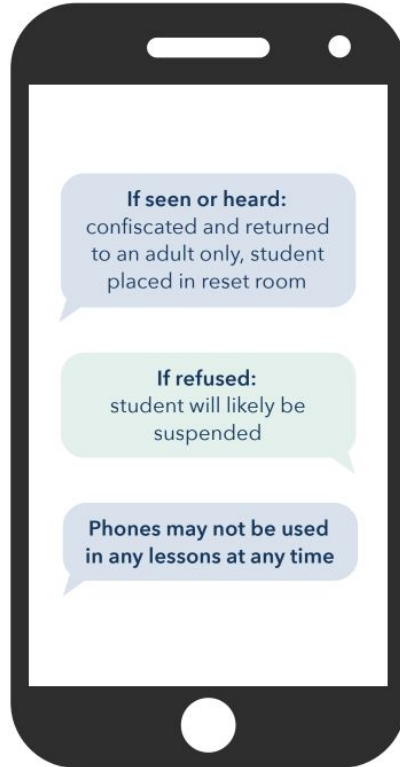 If seen or heard:
confiscated and returned
to an adult only, student
placed in reset room
If refused:
student will likely be
suspended
Phones may not be used
in any lessons at any time